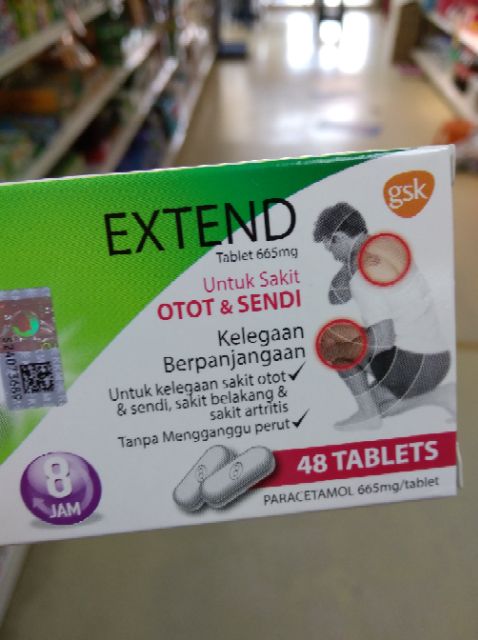 gsk
EXTEND
Tablet 665mg
Untuk Sakit
OTOT & SENDI
Kelegaan
Berpanjangaan
Untuk kelegaan sakit otot
& sendi, sakit belakang &
sakit artritis
Tanpa Mengganggu perut
8
JAM
48 TABLETS
PARACETAMOL 665mg/tablet